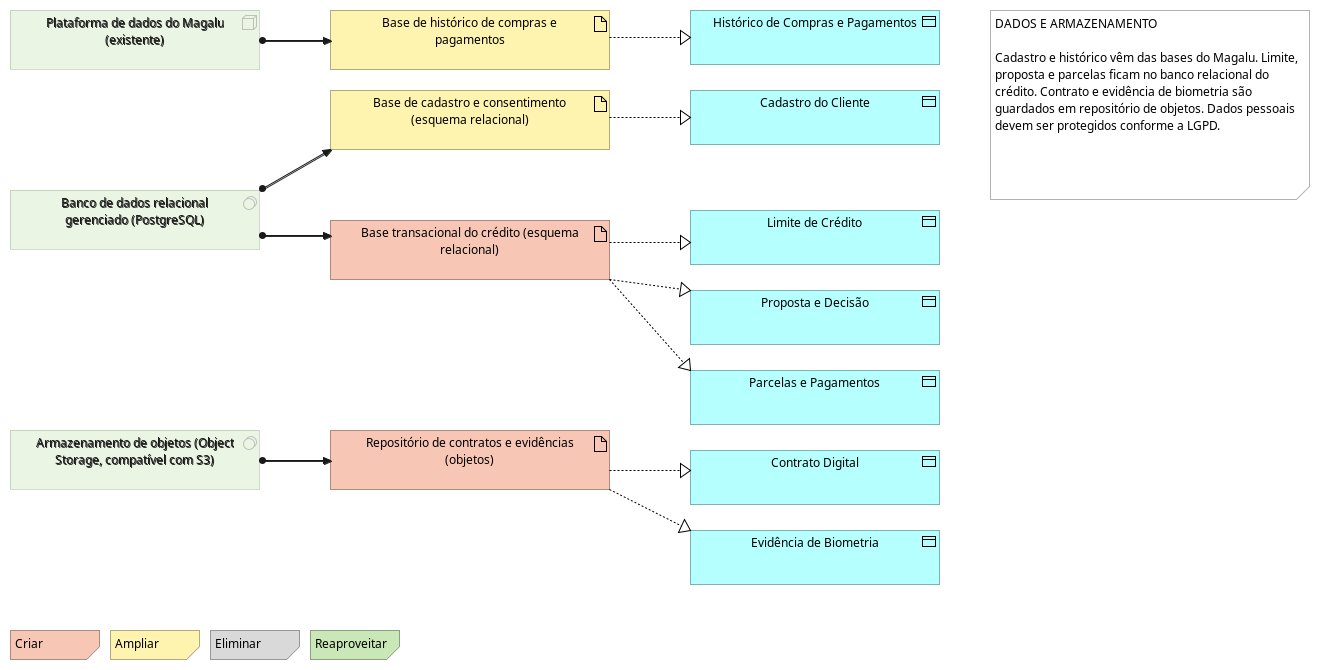 Plataforma de dados do Magalu
(existente)
Base de histórico de compras e
pagamentos
Histórico de Compras e Pagamentos
DADOS E ARMAZENAMENTO
Cadastro e histórico vêm das bases do Magalu. Limite,
proposta e parcelas ficam no banco relacional do
crédito. Contrato e evidência de biometria são
guardados em repositório de objetos. Dados pessoais
devem ser protegidos conforme a LGPD.
Base de cadastro e consentimento
(esquema relacional)
Cadastro do Cliente
Banco de dados relacional
gerenciado (PostgreSQL)
Base transacional do crédito (esquema
relacional)
Limite de Crédito
Proposta e Decisão
Parcelas e Pagamentos
Armazenamento de objetos (Object
Storage, compatível com S3)
Repositório de contratos e evidências
(objetos)
Contrato Digital
Evidência de Biometria
Criar
Ampliar
Eliminar
Reaproveitar